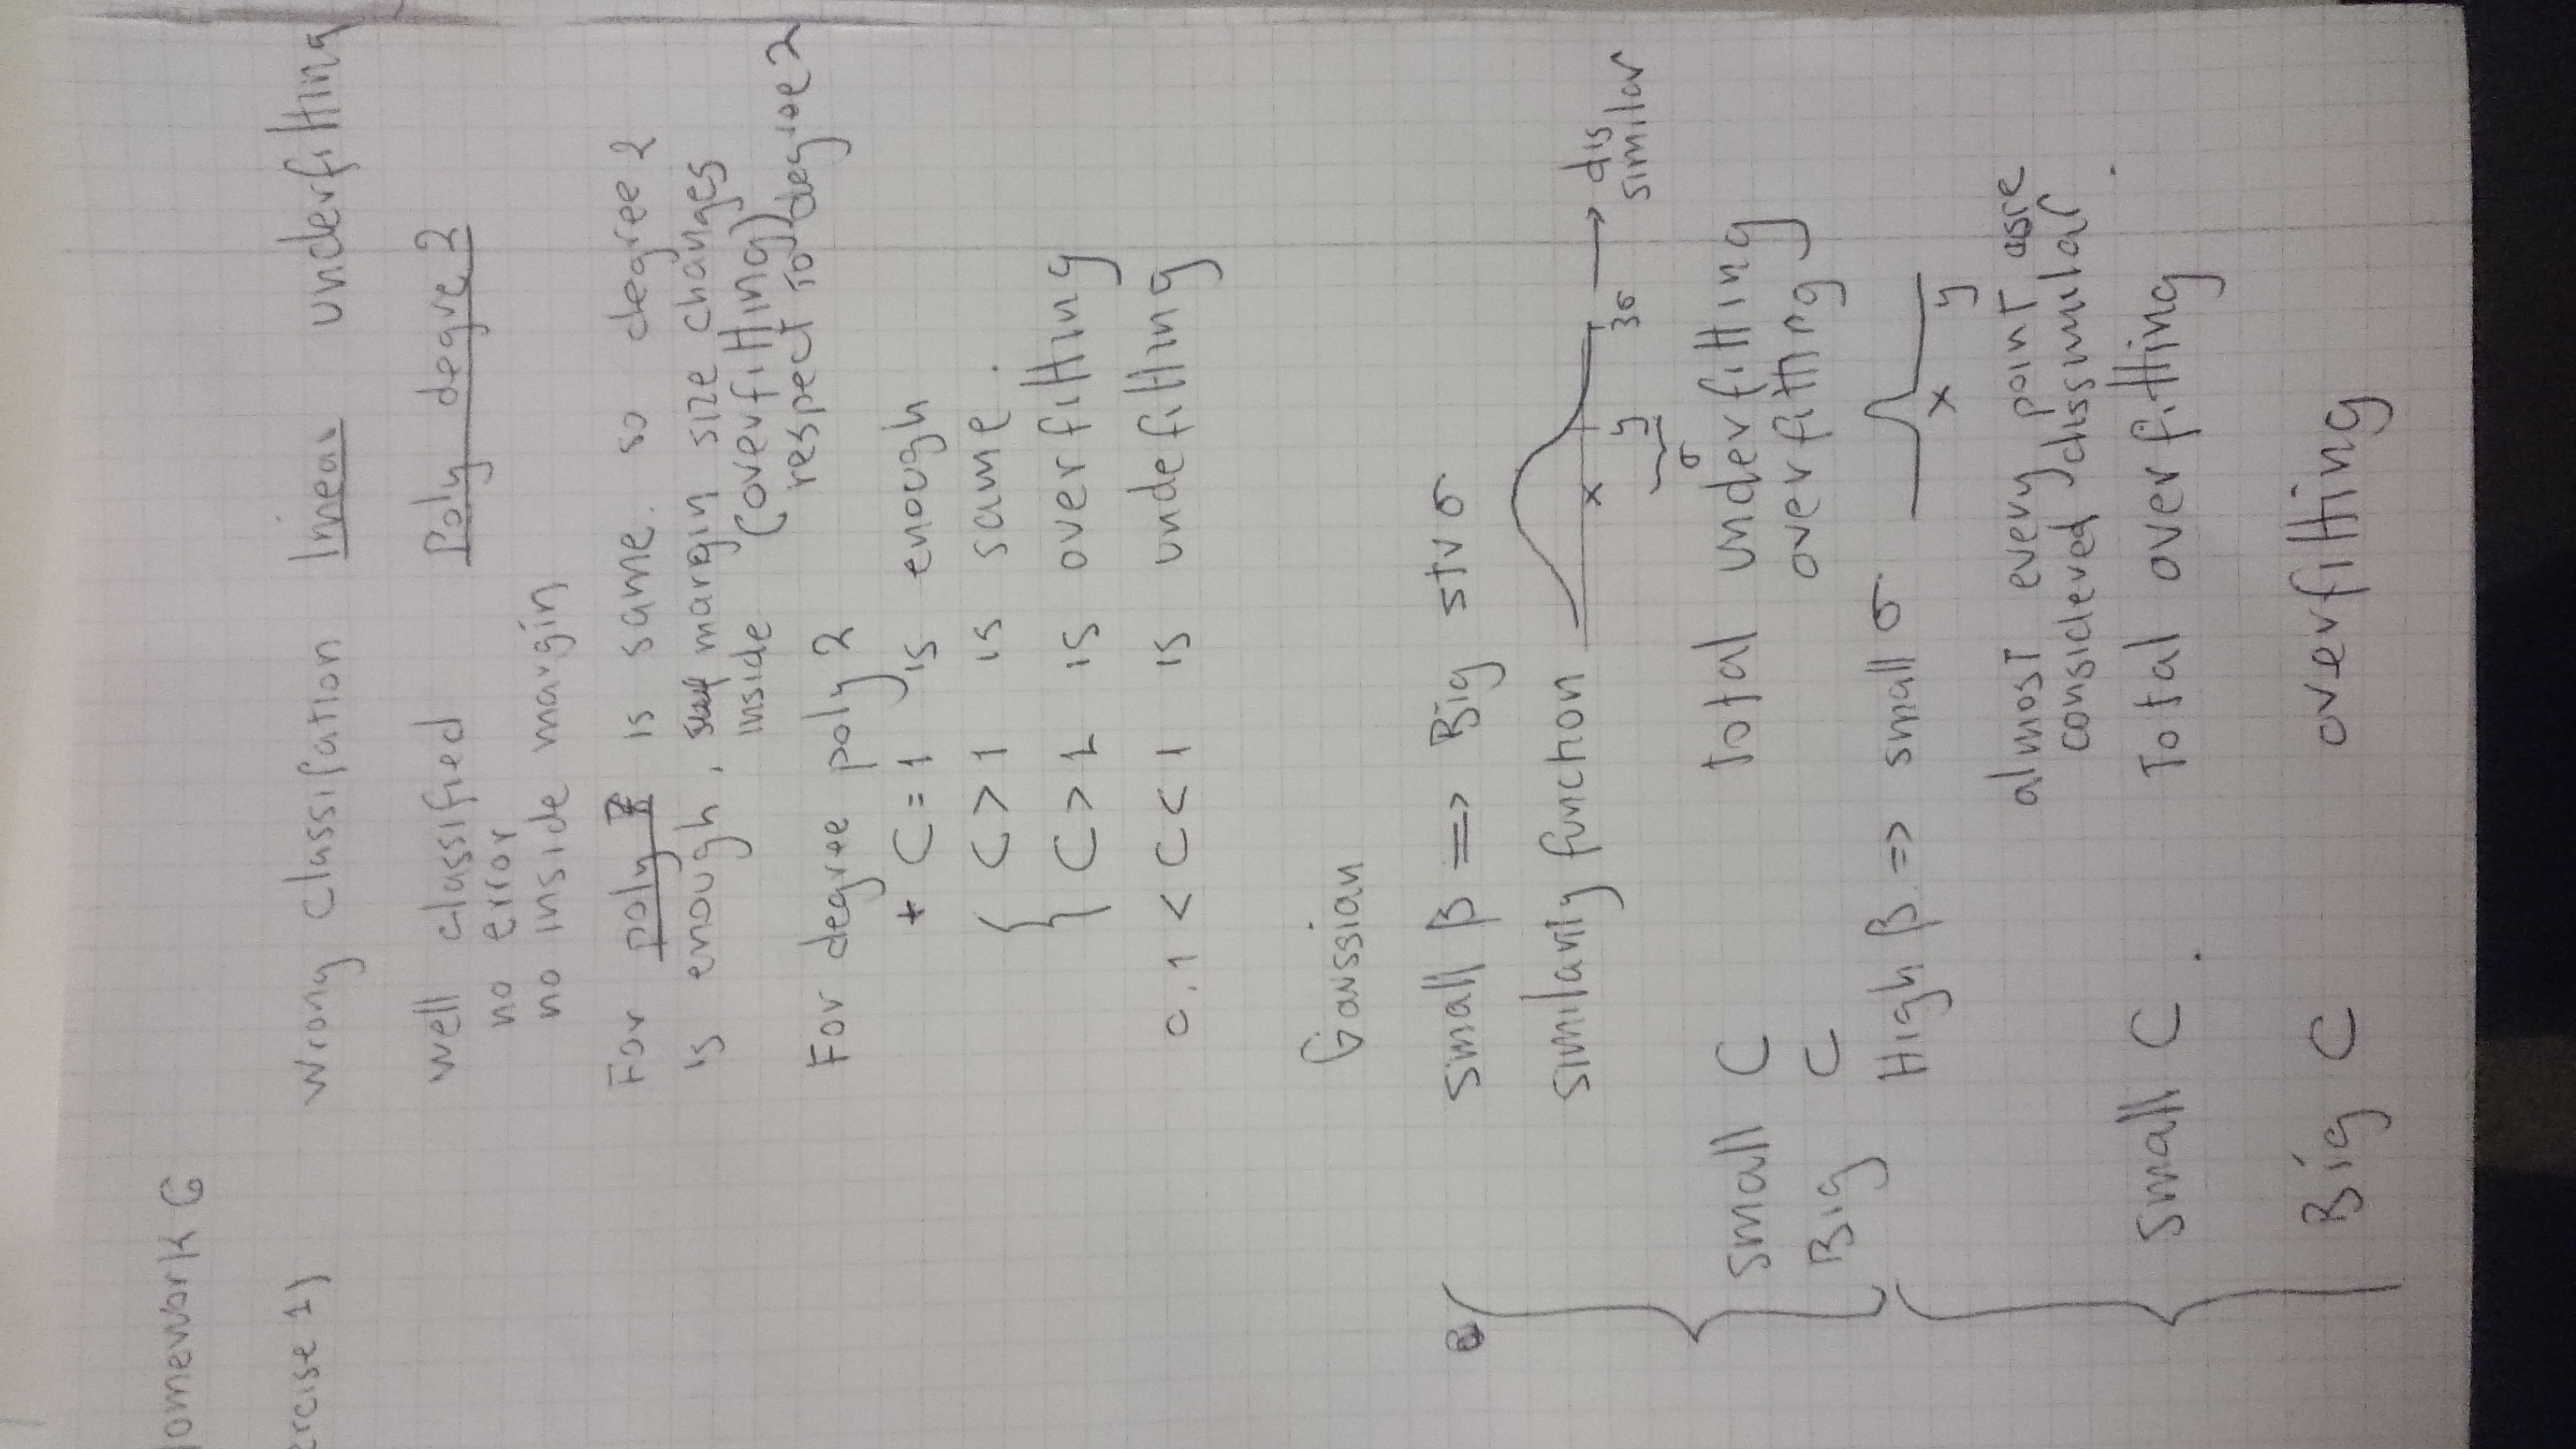 omework 6
ercise 1) Wrong classifation linear underfitting
well classified Poly degre 2
no error
no inside margin
For poly is same. so degree 2
is enough, margin size changes
inside (overfitting)
respect to degree 2
For degree poly 2
+ C = 1 is enough
C > 1 is same.
C > 1 is overfitting
0.1 < C < 1 is undefitting
Gaussian
small β => Big stv σ
similarity function x y σ 3σ → dis
similar
small C total underfitting
Big C overfitting
High β => small σ
x y
almost every point are
considered dissimilar
small C. Total overfitting
Big C overfitting